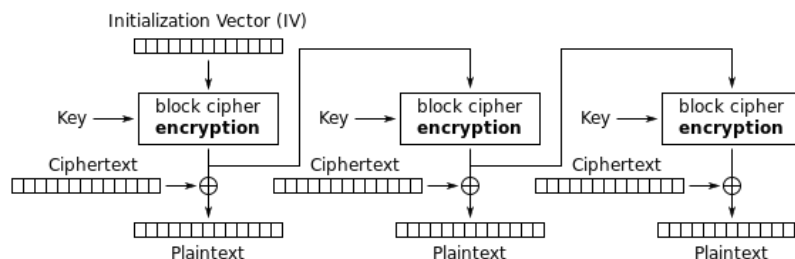 Initialization Vector (IV)
Key
block cipher
encryption
Key
block cipher
encryption
Key
block cipher
encryption
Ciphertext
Ciphertext
Ciphertext
Plaintext
Plaintext
Plaintext